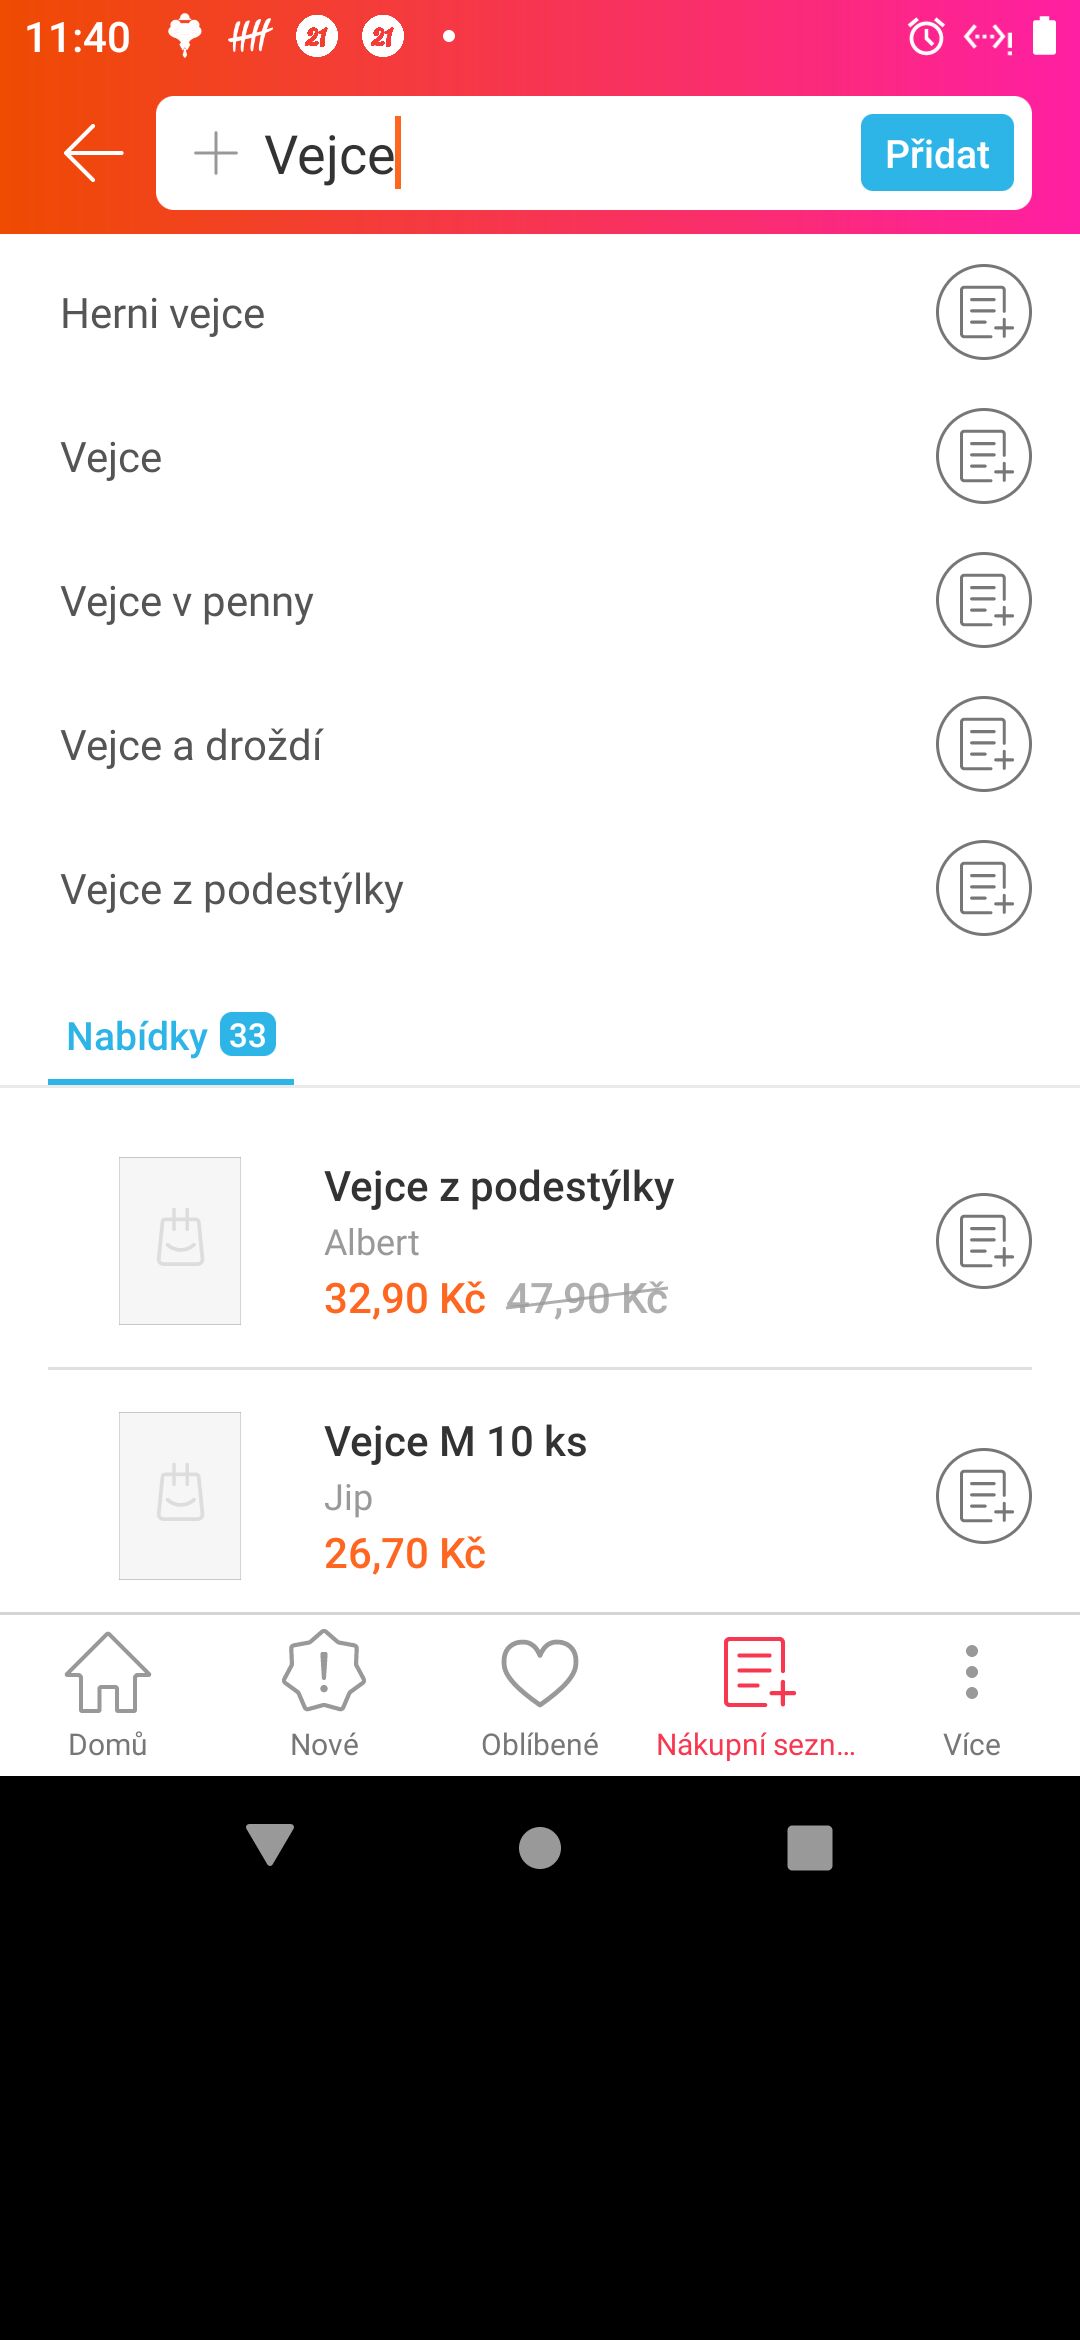 11:40
Vejce
Přidat
Herni vejce
Vejce
Vejce v penny
Vejce a droždí
Vejce z podestýlky
Nabídky 33
Vejce z podestýlky
Albert
32,90 Kč 47,90 Kč
Vejce M 10 ks
Jip
26,70 Kč
Domů
Nové
Oblíbené
Nákupní sezn...
Více